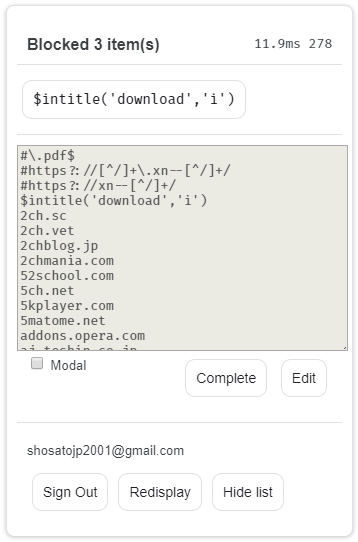 Blocked 3 item(s) 11.9ms 278
$intitle('download','i')
#\.pdf$
#https?://[^/]+\.xn--[^/]+/
#https?://xn--[^/]+/
$intitle('download','i')
2ch.sc
2ch.vet
2chblog.jp
2chmania.com
52school.com
5ch.net
5kplayer.com
5matome.net
addons.opera.com
Modal
Complete Edit
shosatojp2001@gmail.com
Sign Out Redisplay Hide list